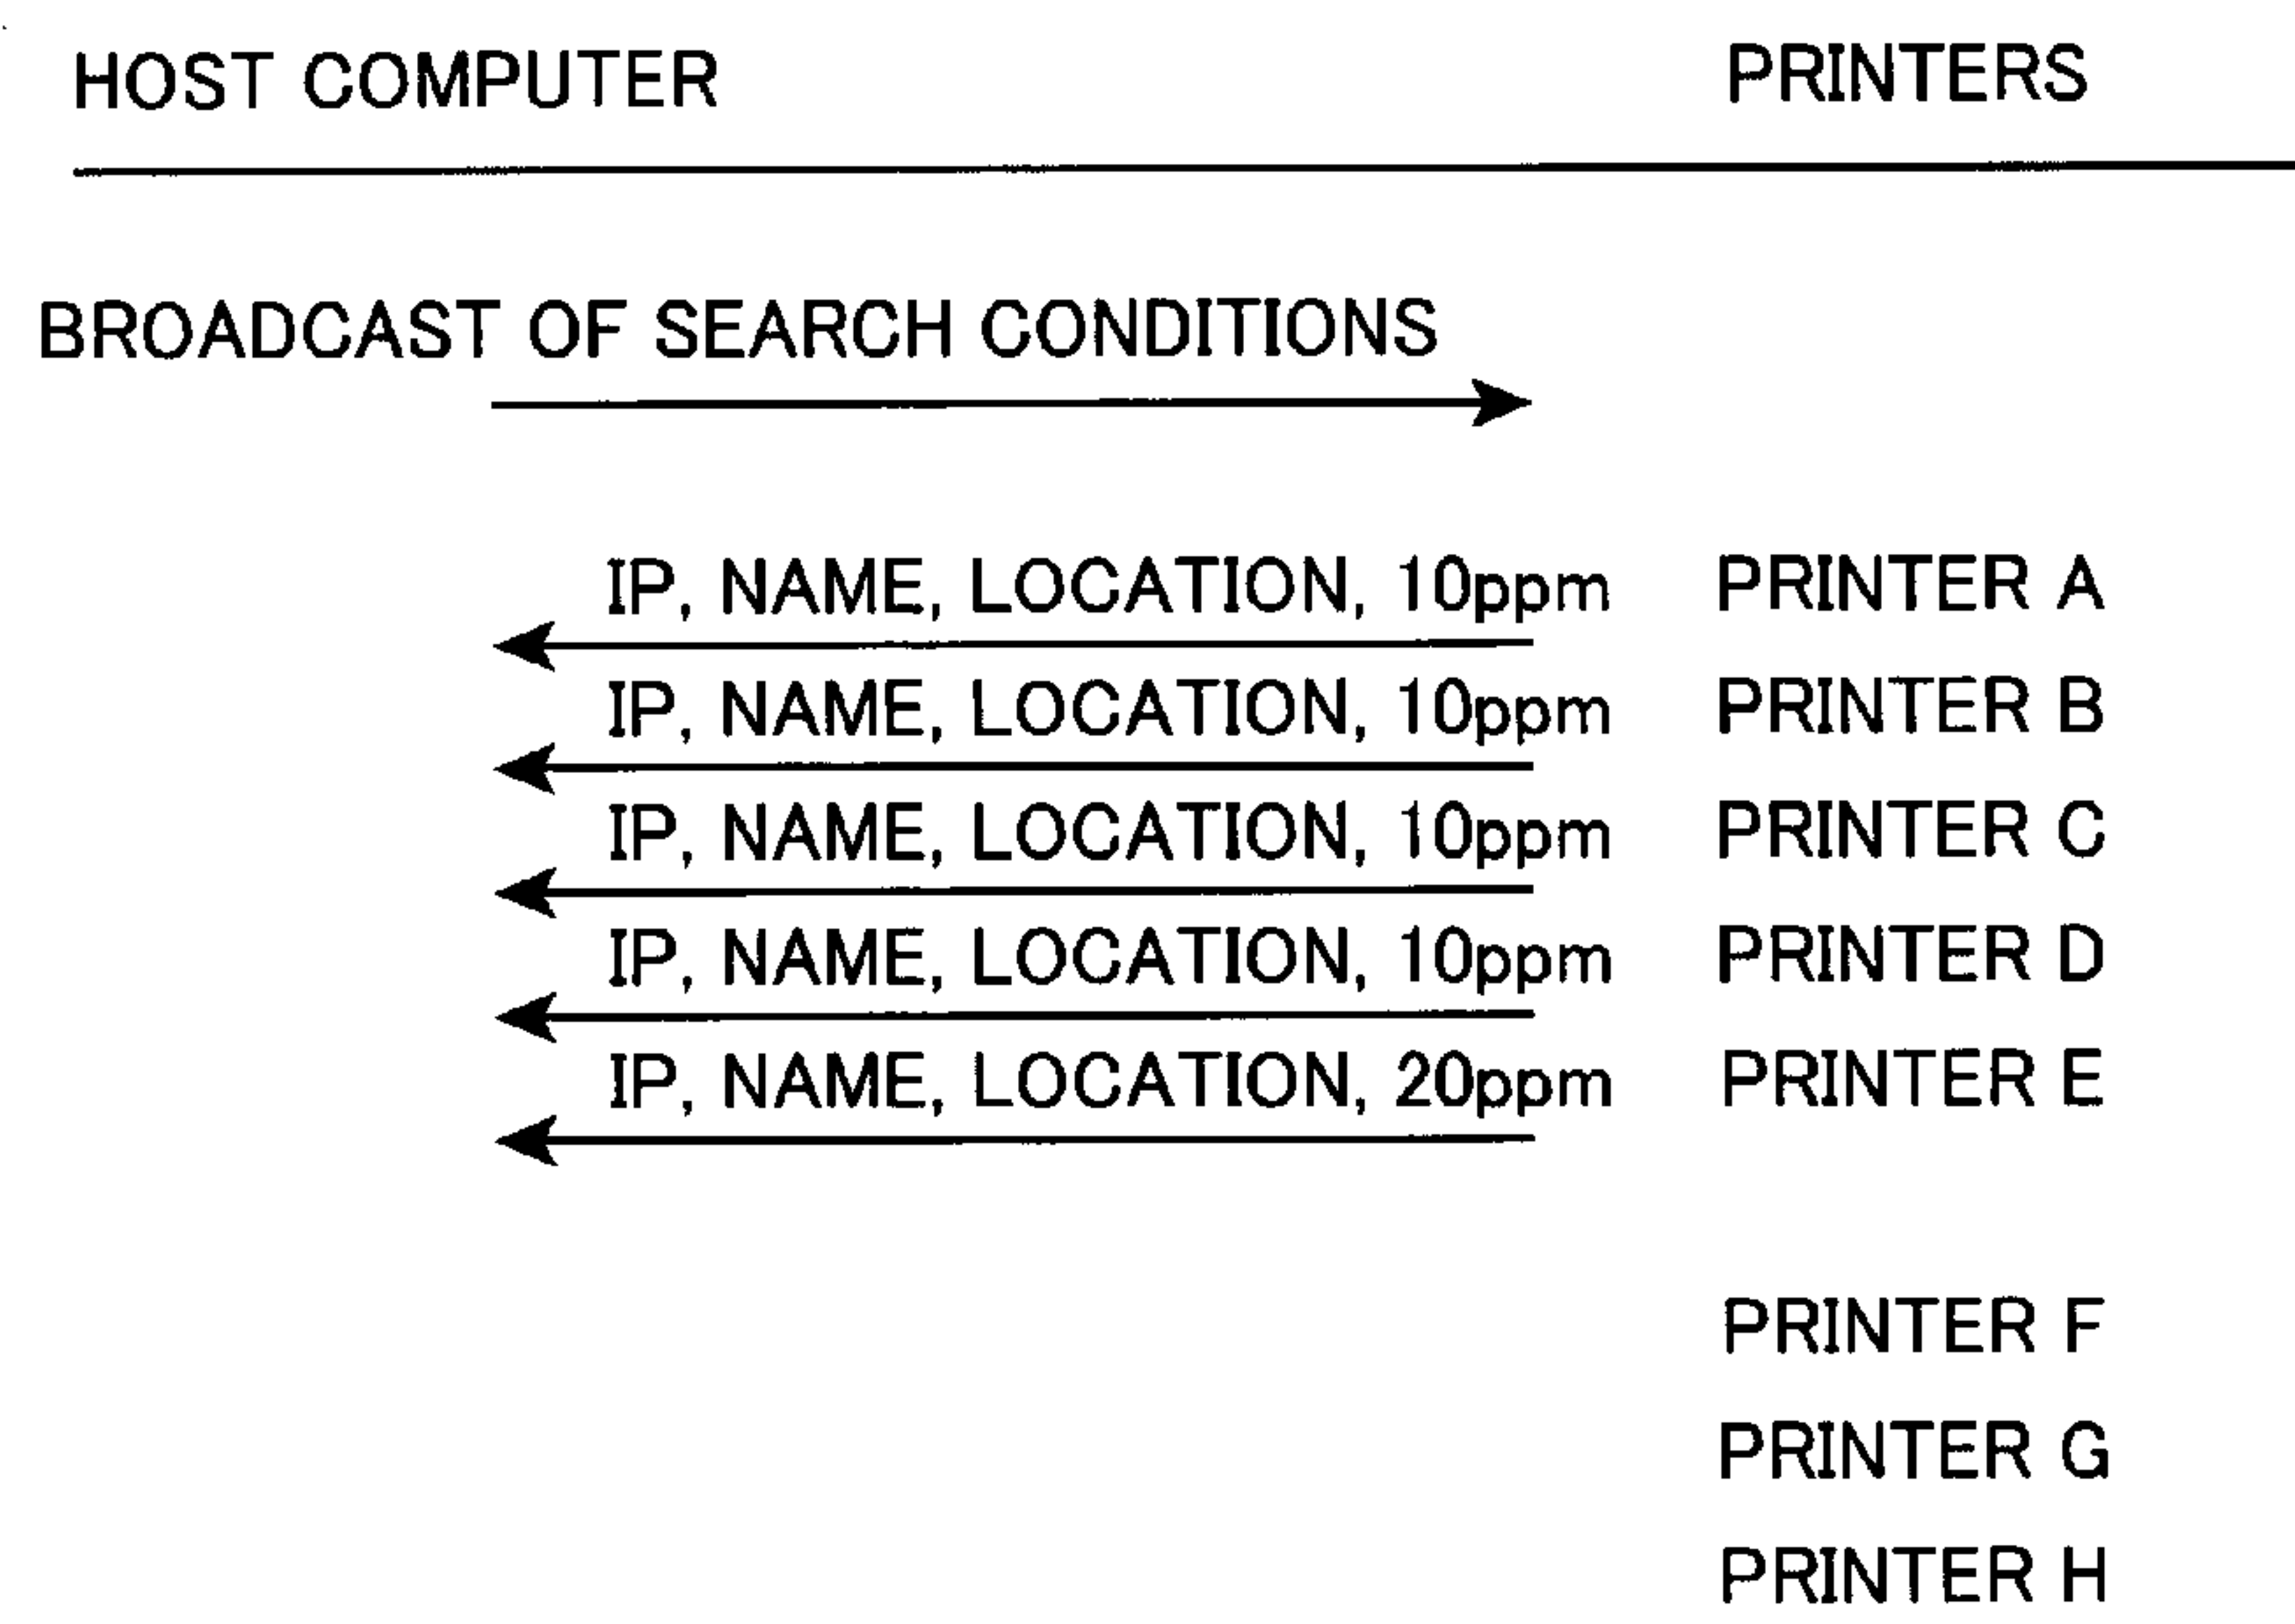 HOST COMPUTER PRINTERS
BROADCAST OF SEARCH CONDITIONS
IP, NAME, LOCATION, 10ppm PRINTER A
IP, NAME, LOCATION, 10ppm PRINTER B
IP, NAME, LOCATION, 10ppm PRINTER C
IP, NAME, LOCATION, 10ppm PRINTER D
IP, NAME, LOCATION, 20ppm PRINTER E
PRINTER F
PRINTER G
PRINTER H